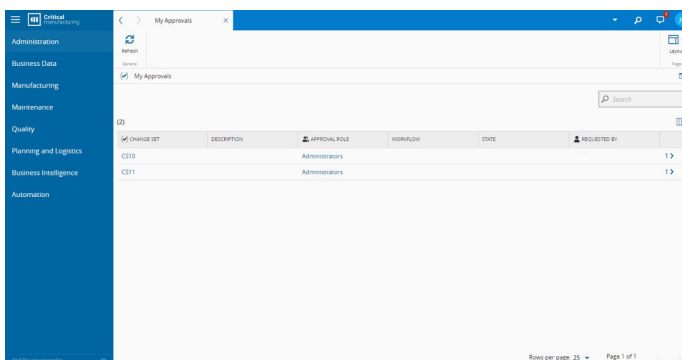 Critical
manufacturing
My Approvals
Administration
Business Data
Manufacturing
Maintenance
Quality
Planning and Logistics
Business Intelligence
Automation
Refresh
General
Layou
Page
My Approvals
Search
(2)
CHANGE SET DESCRIPTION APPROVAL ROLE WORKFLOW STATE REQUESTED BY
CS10 Administrators 1
CS11 Administrators 1
Rows per page: 25 Page 1 of 1